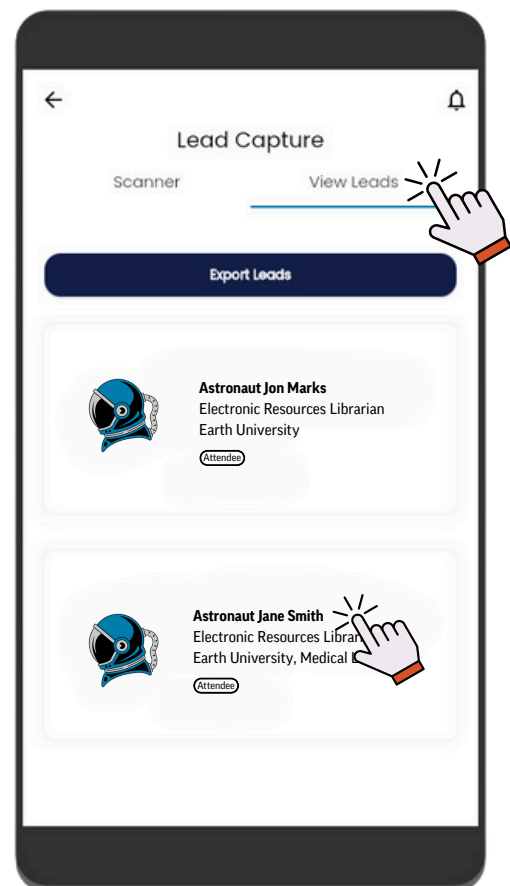 Lead Capture
Scanner View Leads
Export Leads
Astronaut Jon Marks
Electronic Resources Librarian
Earth University
Attendee
Astronaut Jane Smith
Electronic Resources
Earth University, Medical
Attendee